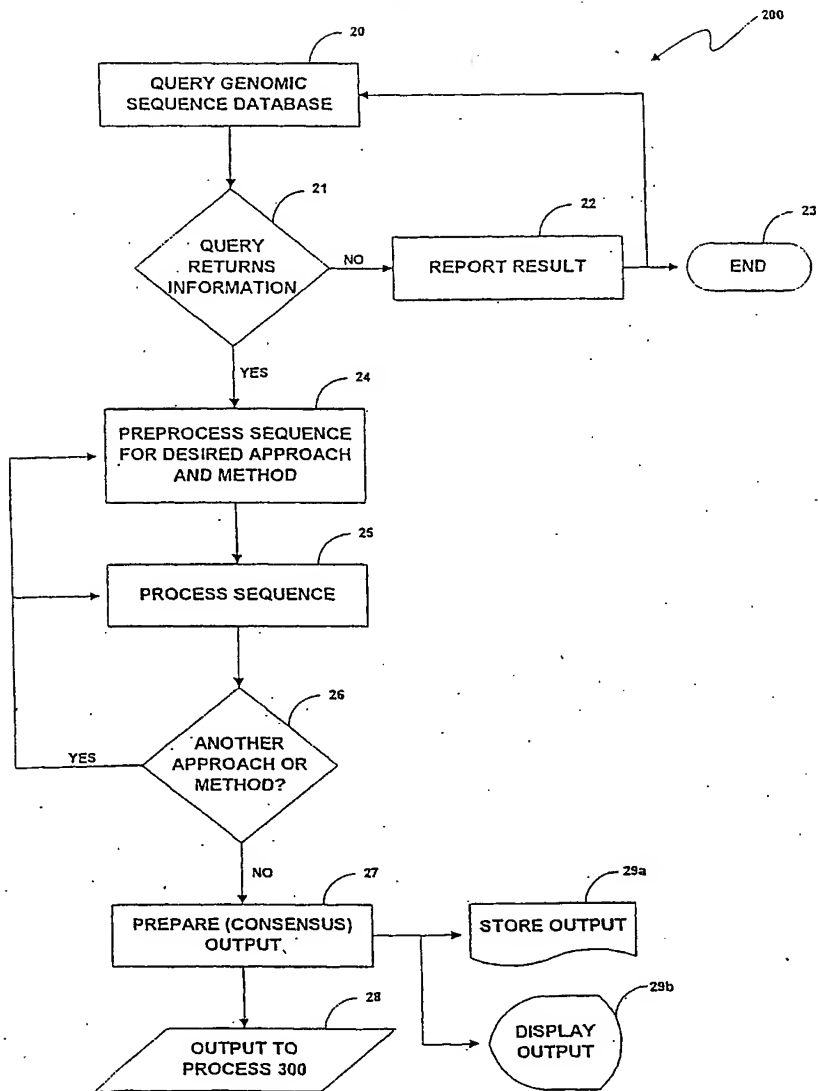 200
20
QUERY GENOMIC
SEQUENCE DATABASE
21
QUERY
RETURNS
INFORMATION
NO
22
REPORT RESULT
23
END
YES
24
PREPROCESS SEQUENCE
FOR DESIRED APPROACH
AND METHOD
25
PROCESS SEQUENCE
26
ANOTHER
APPROACH OR
METHOD?
YES
NO
27
PREPARE (CONSENSUS)
OUTPUT
29a
STORE OUTPUT
28
OUTPUT TO
PROCESS 300
29b
DISPLAY
OUTPUT